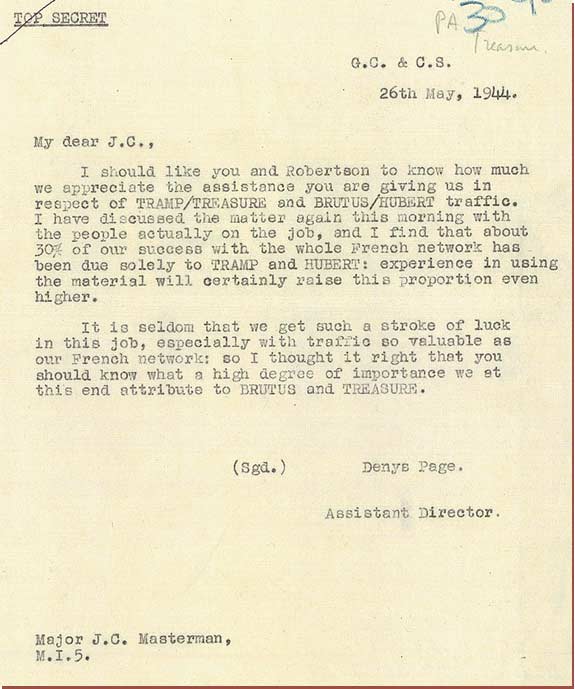 TOP SECRET
PA
30
Treasure.
G.C. & C.S.
26th May, 1944.
My dear J.C.,
I should like you and Robertson to know how much
we appreciate the assistance you are giving us in
respect of TRAMP/TREASURE and BRUTUS/HUBERT traffic.
I have discussed the matter again this morning with
the people actually on the job, and I find that about
30% of our success with the whole French network has
been due solely to TRAMP and HUBERT: experience in using
the material will certainly raise this proportion even
higher.
It is seldom that we get such a stroke of luck
in this job, especially with traffic so valuable as
our French network: so I thought it right that you
should know what a high degree of importance we at
this end attribute to BRUTUS and TREASURE.
(Sgd.) Denys Page.
Assistant Director.
Major J.C. Masterman,
M.I.5.